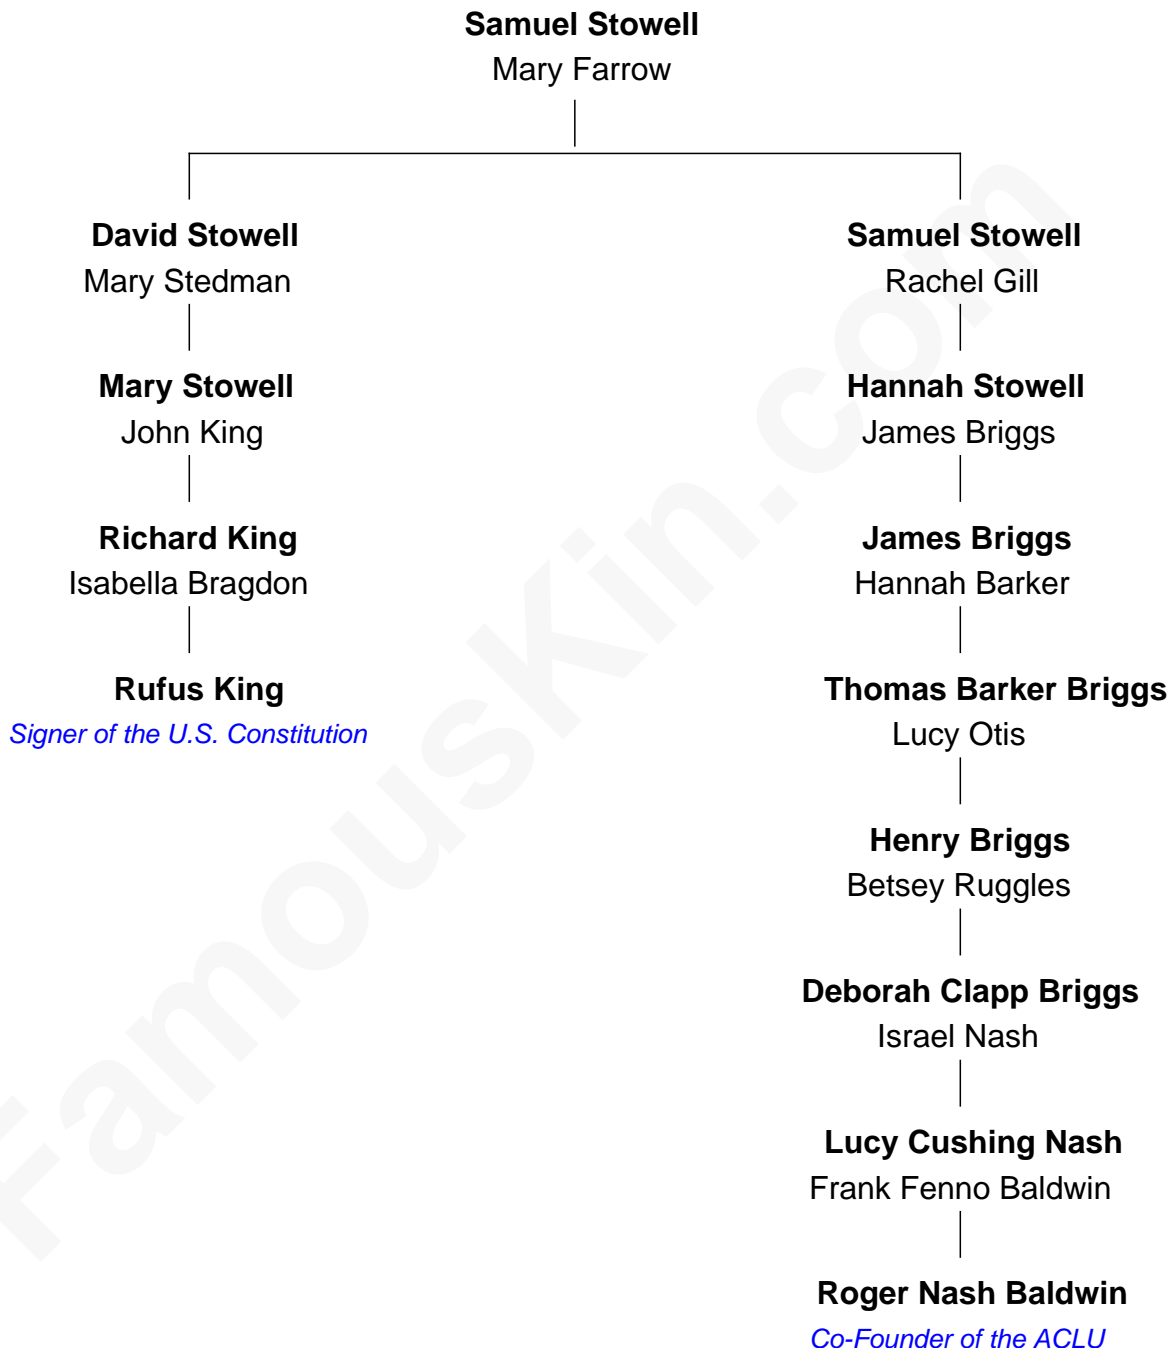 Samuel Stowell
Mary Farrow
David Stowell
Mary Stedman
Mary Stowell
John King
Richard King
Isabella Bragdon
Rufus King
Signer of the U.S. Constitution
Samuel Stowell
Rachel Gill
Hannah Stowell
James Briggs
James Briggs
Hannah Barker
Thomas Barker Briggs
Lucy Otis
Henry Briggs
Betsey Ruggles
Deborah Clapp Briggs
Israel Nash
Lucy Cushing Nash
Frank Fenno Baldwin
Roger Nash Baldwin
Co-Founder of the ACLU
FamousKin.com